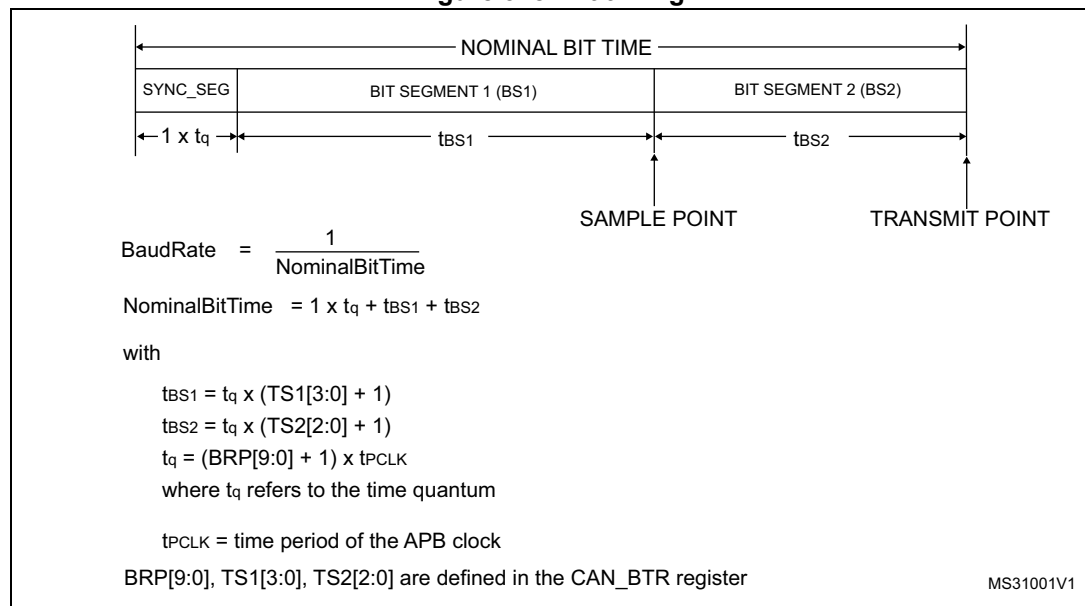 NOMINAL BIT TIME
SYNC_SEG BIT SEGMENT 1 (BS1) BIT SEGMENT 2 (BS2)
1 x tq tBS1 tBS2
SAMPLE POINT TRANSMIT POINT
BaudRate = 1
NominalBitTime
NominalBitTime = 1 x tq + tBS1 + tBS2
with
tBS1 = tq x (TS1[3:0] + 1)
tBS2 = tq x (TS2[2:0] + 1)
tq = (BRP[9:0] + 1) x tPCLK
where tq refers to the time quantum
tPCLK = time period of the APB clock
BRP[9:0], TS1[3:0], TS2[2:0] are defined in the CAN_BTR register
MS31001V1